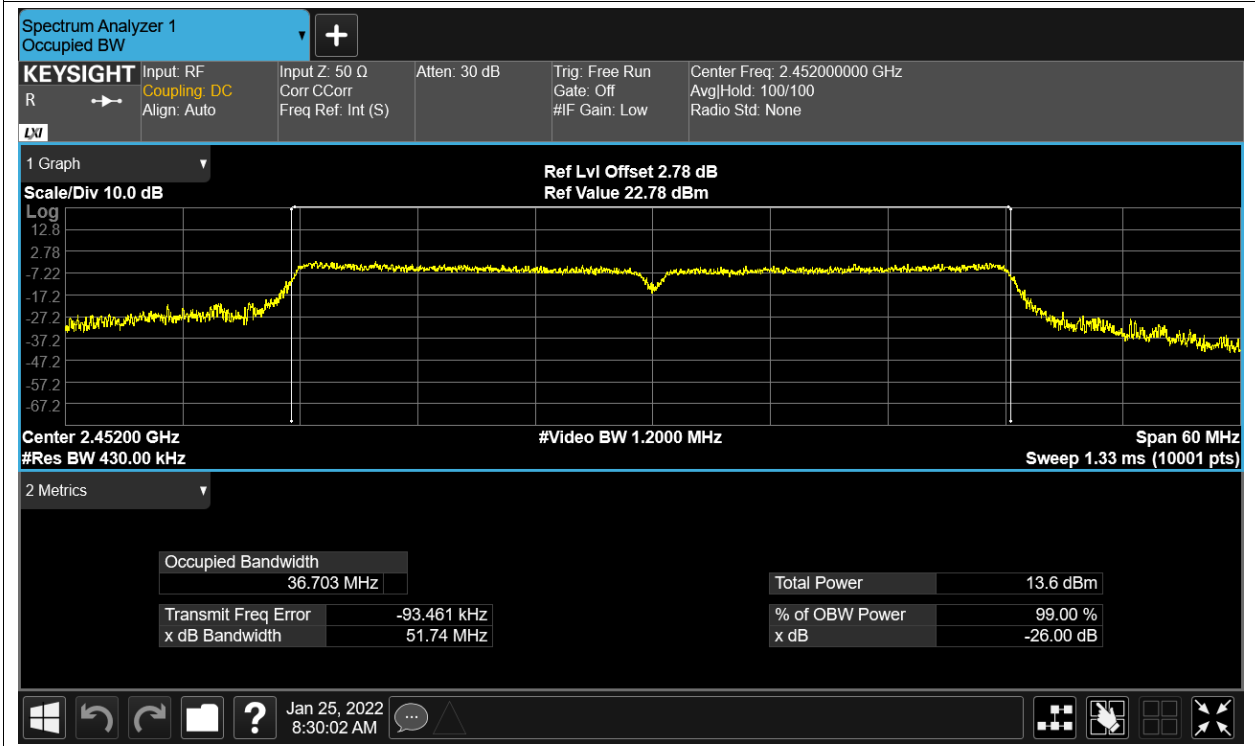 Spectrum Analyzer 1
Occupied BW
KEYSIGHT
R
LXI
Input: RF
Coupling: DC
Align: Auto
Input Z: 50 Ω
Corr CCorr
Freq Ref: Int (S)
Atten: 30 dB
Trig: Free Run
Gate: Off
#IF Gain: Low
Center Freq: 2.452000000 GHz
Avg|Hold: 100/100
Radio Std: None
1 Graph
Scale/Div 10.0 dB
Ref Lvl Offset 2.78 dB
Ref Value 22.78 dBm
Log
12.8
2.78
-7.22
-17.2
-27.2
-37.2
-47.2
-57.2
-67.2
Center 2.45200 GHz
#Res BW 430.00 kHz
#Video BW 1.2000 MHz
Span 60 MHz
Sweep 1.33 ms (10001 pts)
2 Metrics
Occupied Bandwidth
36.703 MHz
Transmit Freq Error -93.461 kHz
x dB Bandwidth 51.74 MHz
Total Power 13.6 dBm
% of OBW Power 99.00 %
x dB -26.00 dB
?
Jan 25, 2022
8:30:02 AM